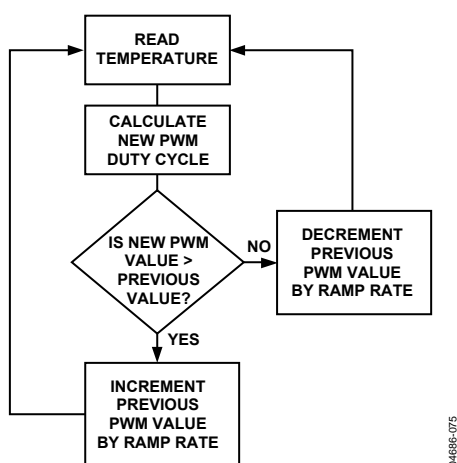 READ
TEMPERATURE
CALCULATE
NEW PWM
DUTY CYCLE
IS NEW PWM
VALUE >
PREVIOUS
VALUE?
NO
DECREMENT
PREVIOUS
PWM VALUE
BY RAMP RATE
YES
INCREMENT
PREVIOUS
PWM VALUE
BY RAMP RATE
04686-075